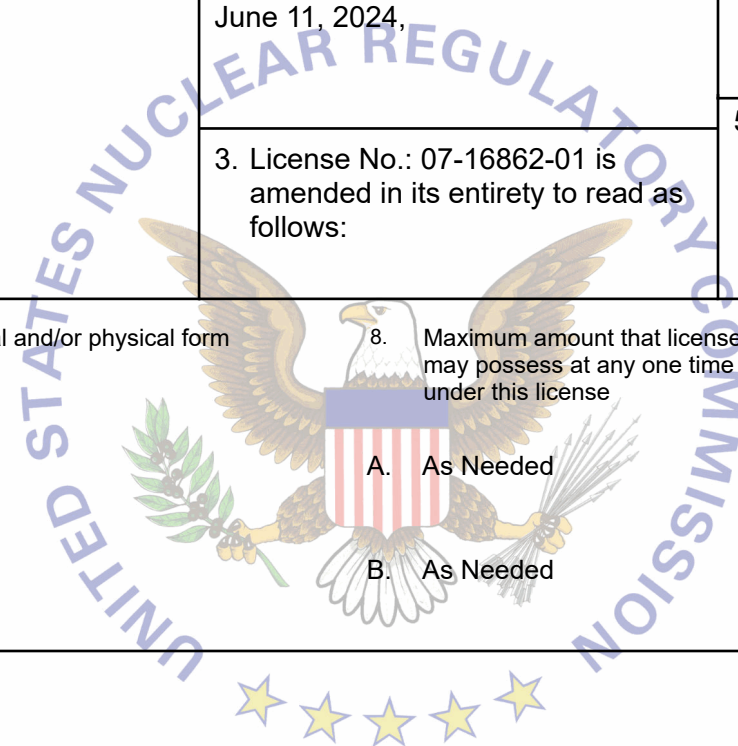 June 11, 2024,
3. License No.: 07-16862-01 is
amended in its entirety to read as
follows:
and/or physical form
8. Maximum amount that license
may possess at any one time
under this license
A. As Needed
B. As Needed
UNITED STATES NUCLEAR REGULATORY COMMISSION